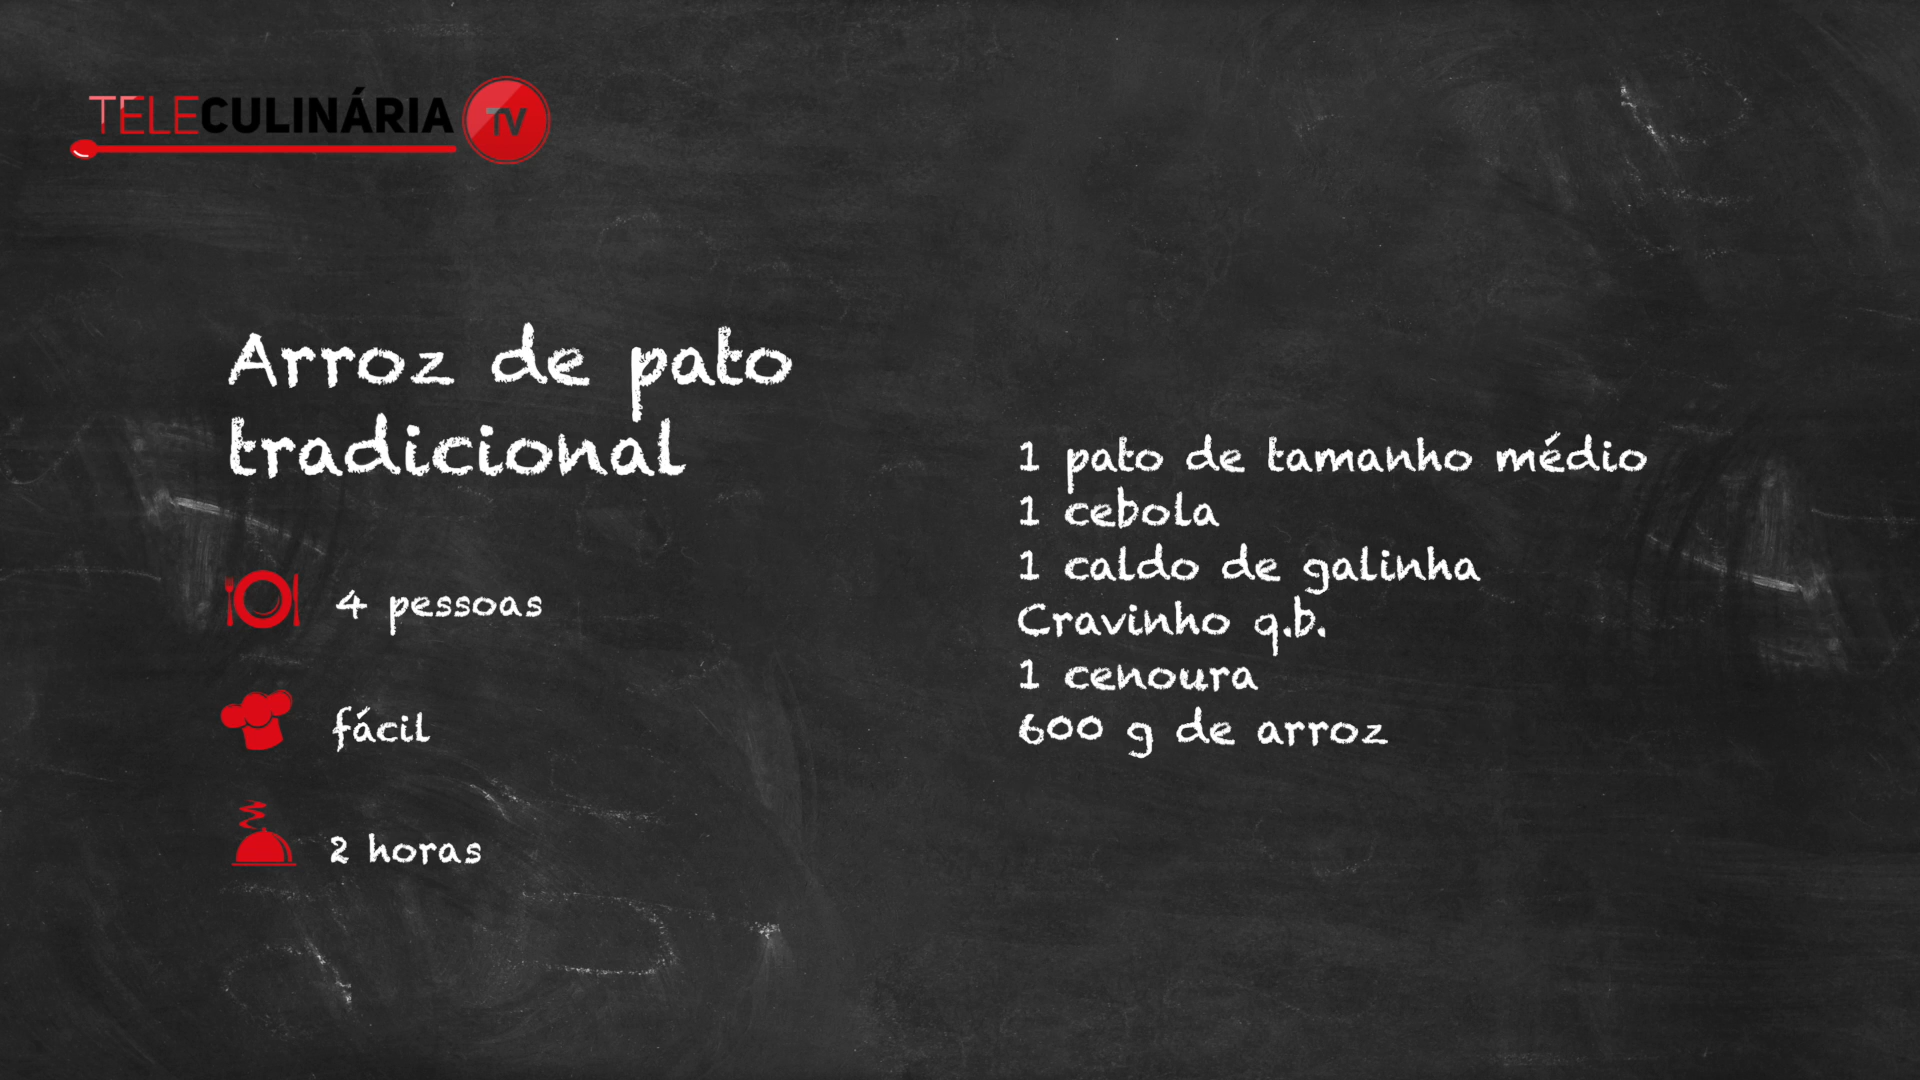 TELECULINÁRIA TV
Arroz de pato
tradicional
4 pessoas
fácil
2 horas
1 pato de tamanho médio
1 cebola
1 caldo de galinha
Cravinho q.b.
1 cenoura
600 g de arroz